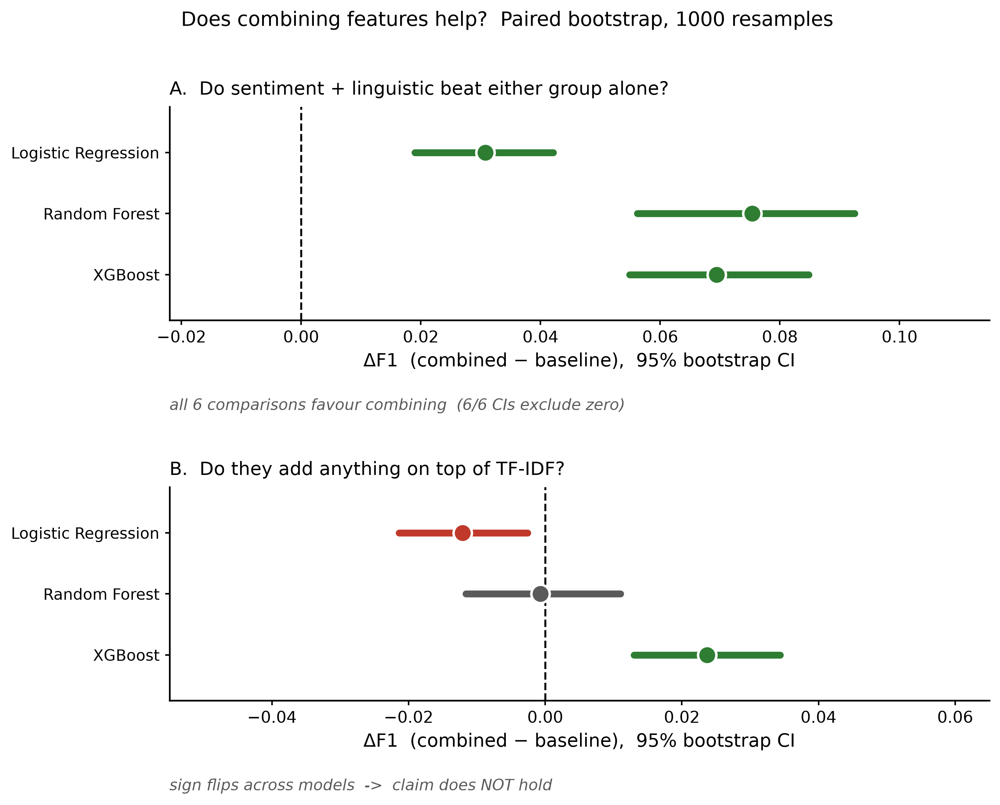 Does combining features help?  Paired bootstrap, 1000 resamples
A.  Do sentiment + linguistic beat either group alone?
Logistic Regression
Random Forest
XGBoost
−0.02 0.00 0.02 0.04 0.06 0.08 0.10
ΔF1  (combined − baseline),  95% bootstrap CI
all 6 comparisons favour combining  (6/6 CIs exclude zero)
B.  Do they add anything on top of TF-IDF?
Logistic Regression
Random Forest
XGBoost
−0.04 −0.02 0.00 0.02 0.04 0.06
ΔF1  (combined − baseline),  95% bootstrap CI
sign flips across models  ->  claim does NOT hold